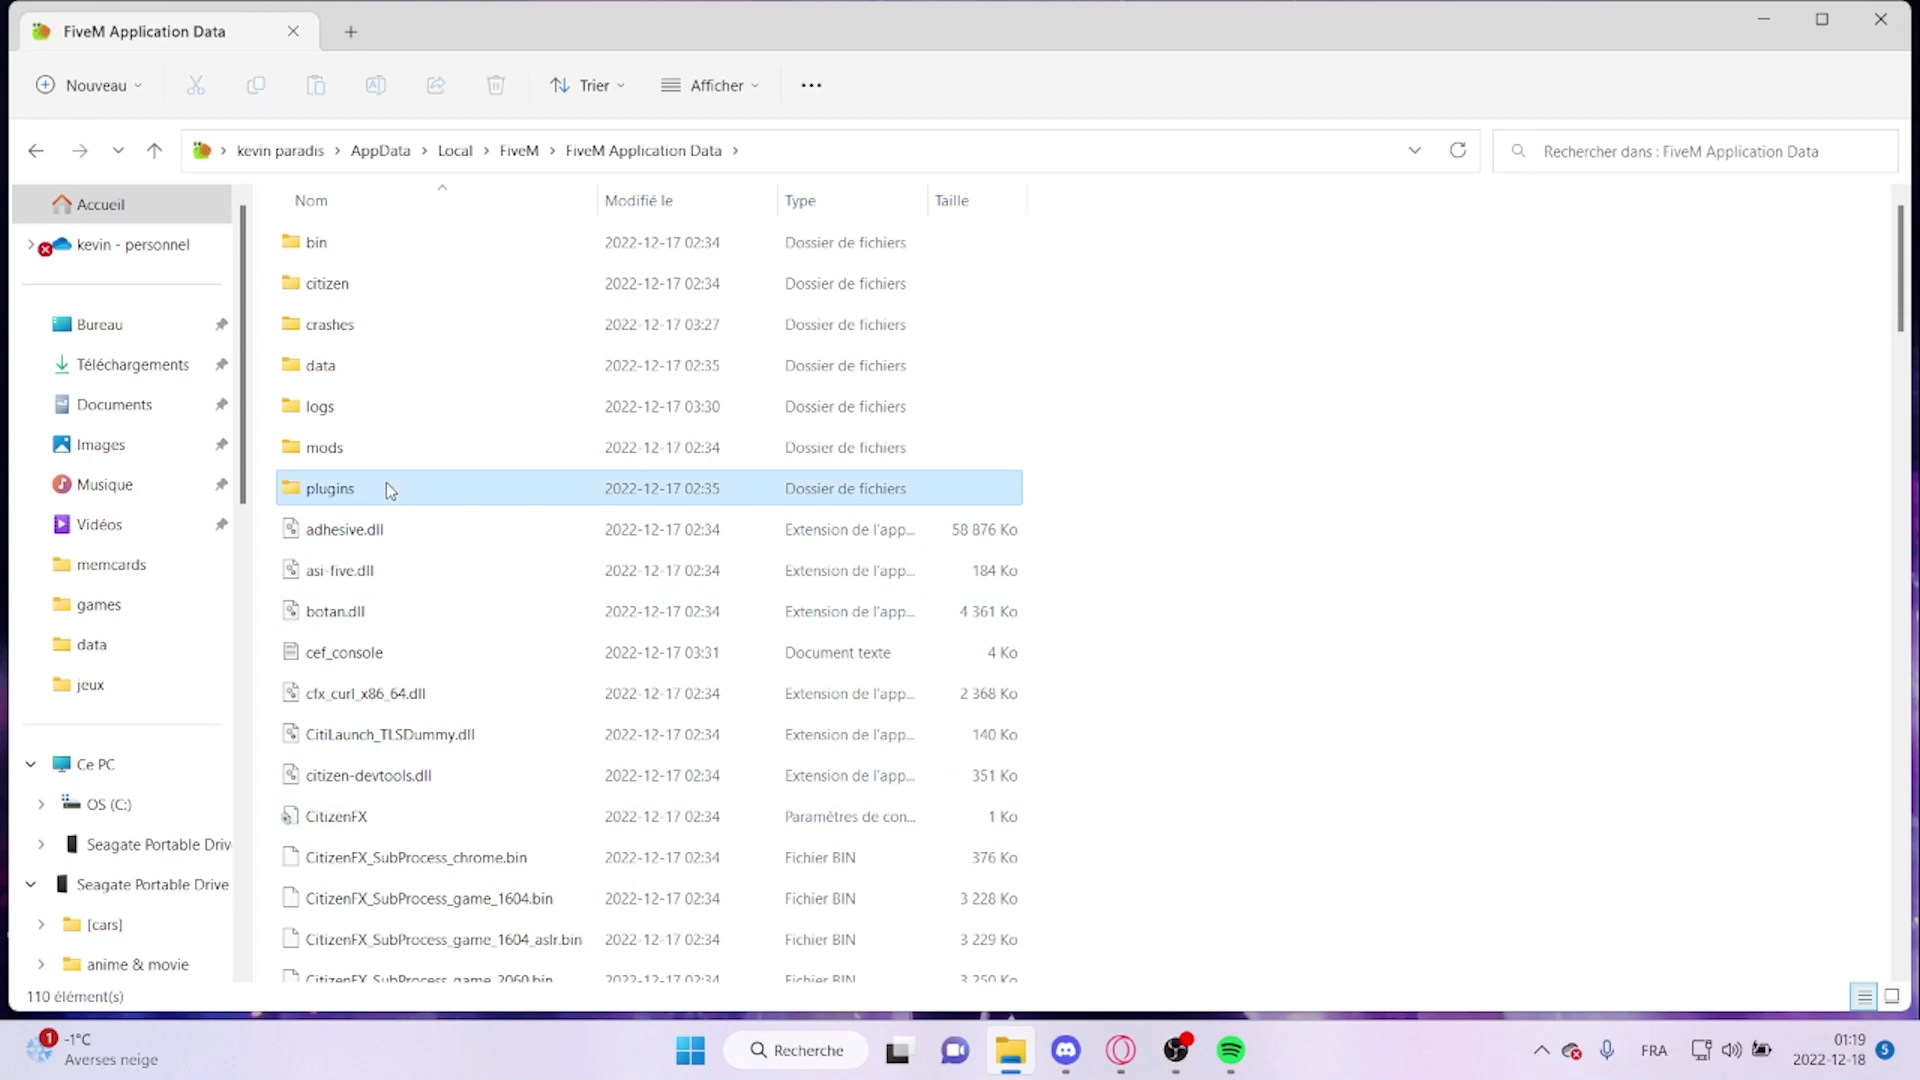 FiveM Application Data
Nouveau
Trier
Afficher
kevin paradis
AppData
Local
FiveM
FiveM Application Data
Rechercher dans : FiveM Application Data
Nom
Modifié le
Type
Taille
Accueil
kevin - personnel
Bureau
Téléchargements
Documents
Images
Musique
Vidéos
memcards
games
data
jeux
Ce PC
OS (C:)
Seagate Portable Driv
Seagate Portable Drive
[cars]
anime & movie
bin 2022-12-17 02:34 Dossier de fichiers
citizen 2022-12-17 02:34 Dossier de fichiers
crashes 2022-12-17 03:27 Dossier de fichiers
data 2022-12-17 02:35 Dossier de fichiers
logs 2022-12-17 03:30 Dossier de fichiers
mods 2022-12-17 02:34 Dossier de fichiers
plugins 2022-12-17 02:35 Dossier de fichiers
adhesive.dll 2022-12-17 02:34 Extension de l'app... 58 876 Ko
asi-five.dll 2022-12-17 02:34 Extension de l'app... 184 Ko
botan.dll 2022-12-17 02:34 Extension de l'app... 4 361 Ko
cef_console 2022-12-17 03:31 Document texte 4 Ko
cfx_curl_x86_64.dll 2022-12-17 02:34 Extension de l'app... 2 368 Ko
CitiLaunch_TLSDummy.dll 2022-12-17 02:34 Extension de l'app... 140 Ko
citizen-devtools.dll 2022-12-17 02:34 Extension de l'app... 351 Ko
CitizenFX 2022-12-17 02:34 Paramètres de con... 1 Ko
CitizenFX_SubProcess_chrome.bin 2022-12-17 02:34 Fichier BIN 376 Ko
CitizenFX_SubProcess_game_1604.bin 2022-12-17 02:34 Fichier BIN 3 228 Ko
CitizenFX_SubProcess_game_1604_aslr.bin 2022-12-17 02:34 Fichier BIN 3 229 Ko
CitizenFX_SubProcess_game_2060.bin 2022-12-17 02:34 Fichier BIN 3 250 Ko
110 élément(s)
1
-1°C
Averses neige
Recherche
FRA
01:19
2022-12-18
5